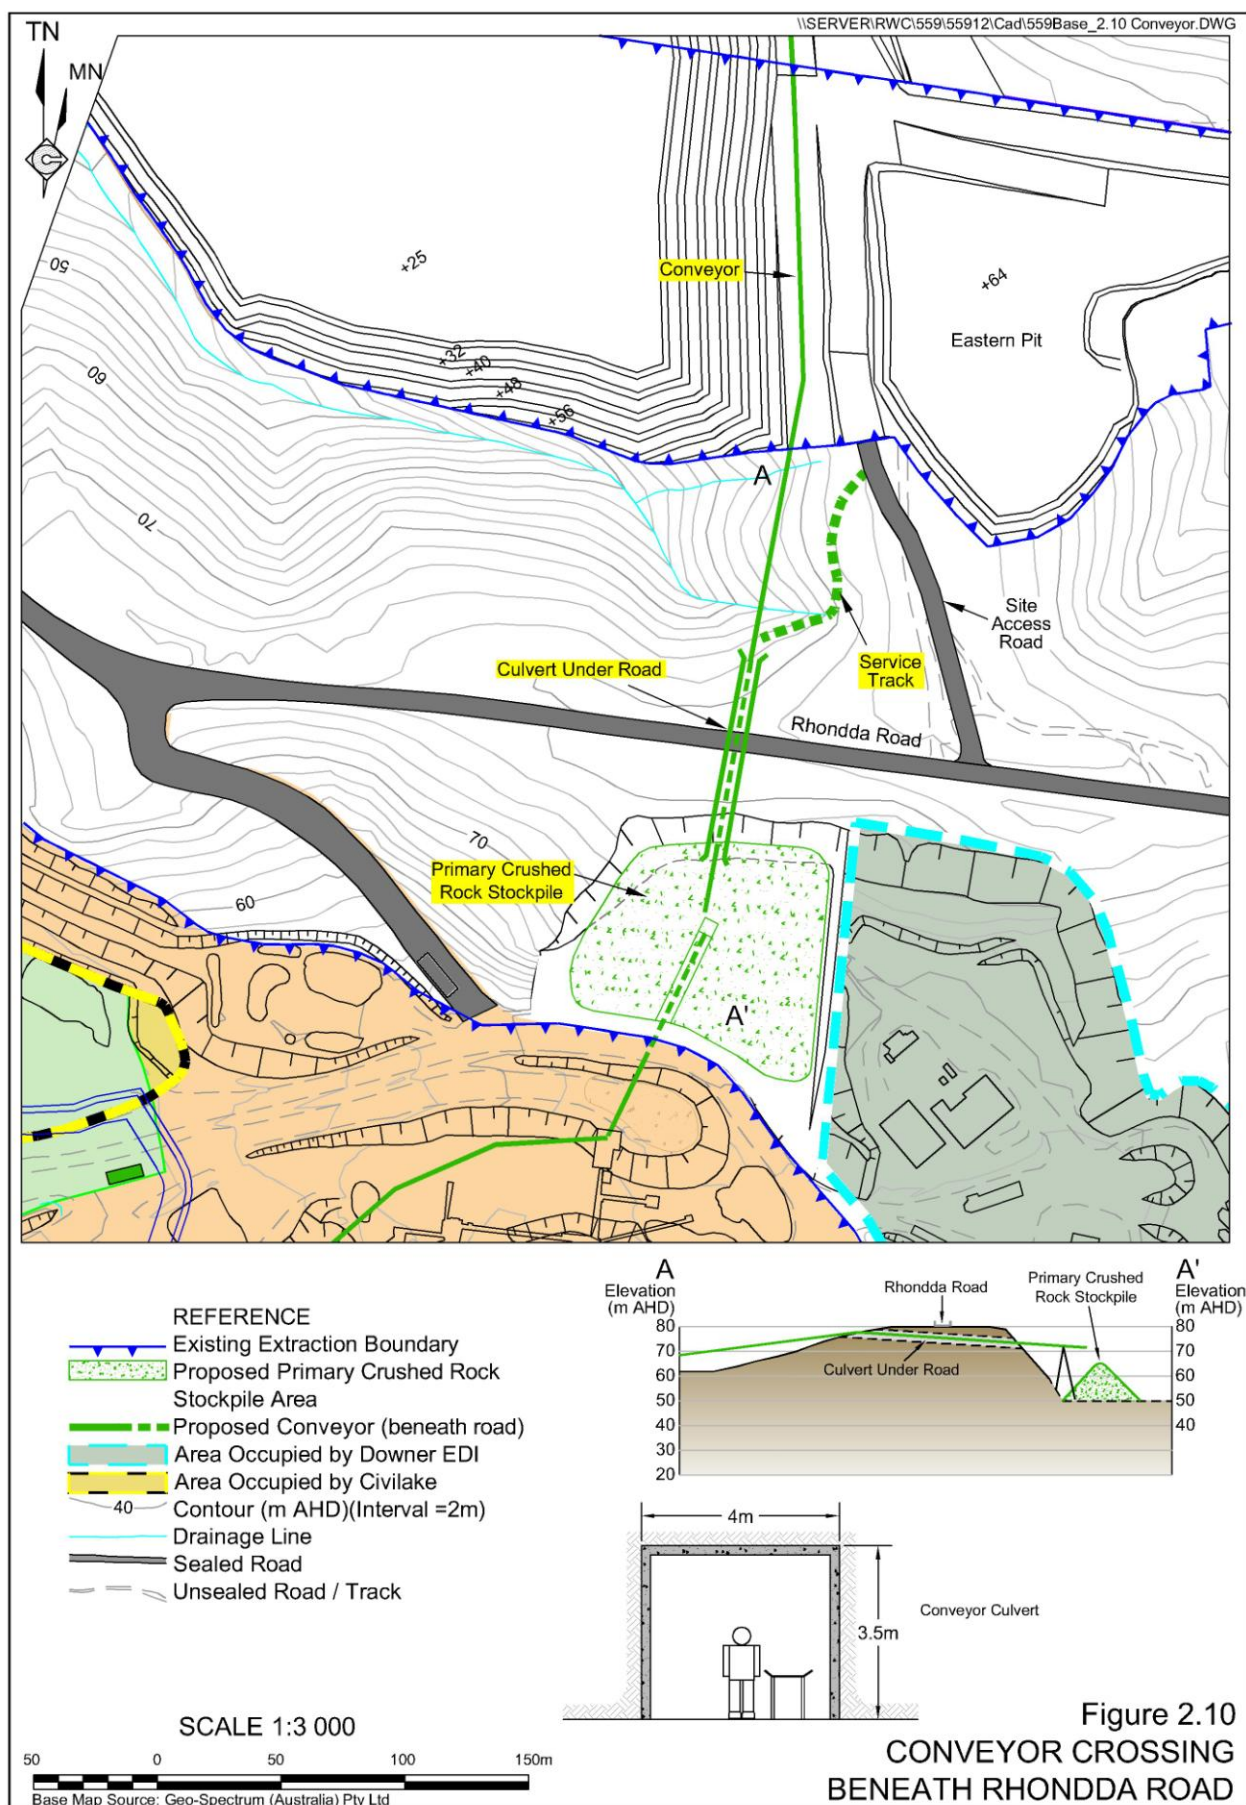 \\SERVER\RWC\559\55912\Cad\559Base_2.10 Conveyor.DWG
TN
MN
+25
Conveyor
+64
Eastern Pit
50
+32
+40
+48
+56
60
A
70
Site
Access
Road
Culvert Under Road
Service
Track
Rhondda Road
70
Primary Crushed
Rock Stockpile
60
A'
A
Elevation
(m AHD)
Rhondda Road
Primary Crushed
Rock Stockpile
A'
Elevation
(m AHD)
80
70
60
50
40
30
20
Culvert Under Road
80
70
60
50
40
REFERENCE
Existing Extraction Boundary
Proposed Primary Crushed Rock
Stockpile Area
Proposed Conveyor (beneath road)
Area Occupied by Downer EDI
Area Occupied by Civilake
40 Contour (m AHD)(Interval =2m)
Drainage Line
Sealed Road
Unsealed Road / Track
4m
3.5m
Conveyor Culvert
SCALE 1:3 000
50 0 50 100 150m
Base Map Source: Geo-Spectrum (Australia) Pty Ltd
Figure 2.10
CONVEYOR CROSSING
BENEATH RHONDDA ROAD